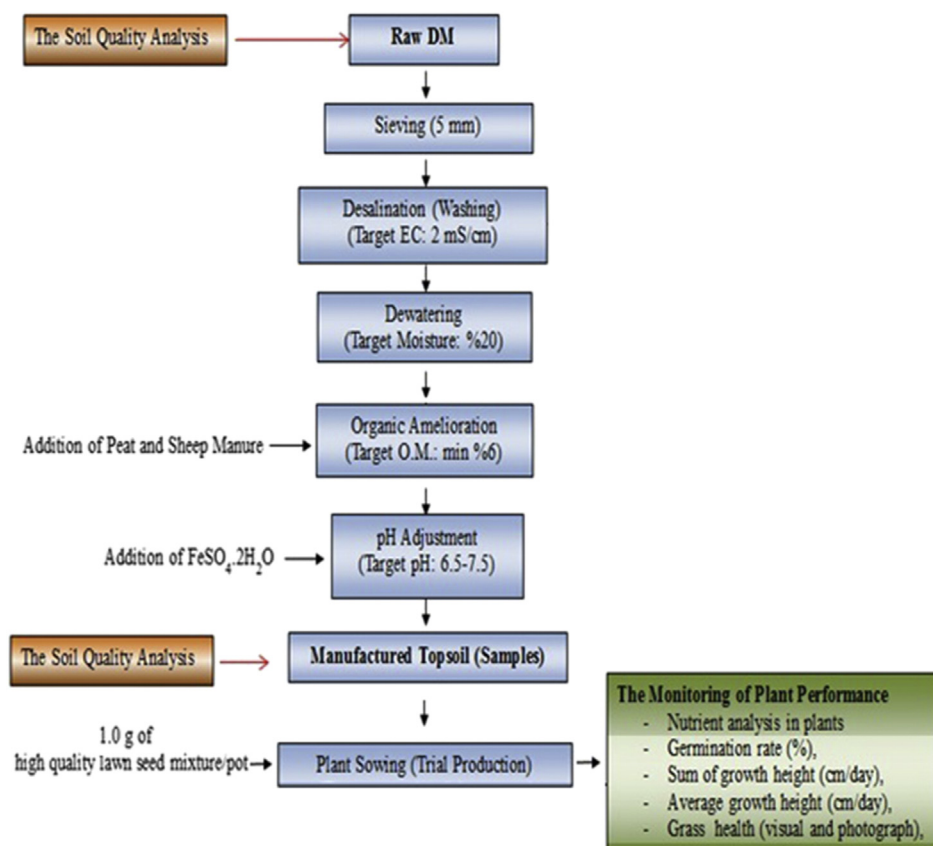 The Soil Quality Analysis
Raw DM
Sieving (5 mm)
Desalination (Washing)
(Target EC: 2 mS/cm)
Dewatering
(Target Moisture: %20)
Addition of Peat and Sheep Manure
Organic Amelioration
(Target O.M.: min %6)
Addition of FeSO₄.2H₂O
pH Adjustment
(Target pH: 6.5-7.5)
The Soil Quality Analysis
Manufactured Topsoil (Samples)
1.0 g of
high quality lawn seed mixture/pot
Plant Sowing (Trial Production)
The Monitoring of Plant Performance
- Nutrient analysis in plants
- Germination rate (%),
- Sum of growth height (cm/day),
- Average growth height (cm/day),
- Grass health (visual and photograph),